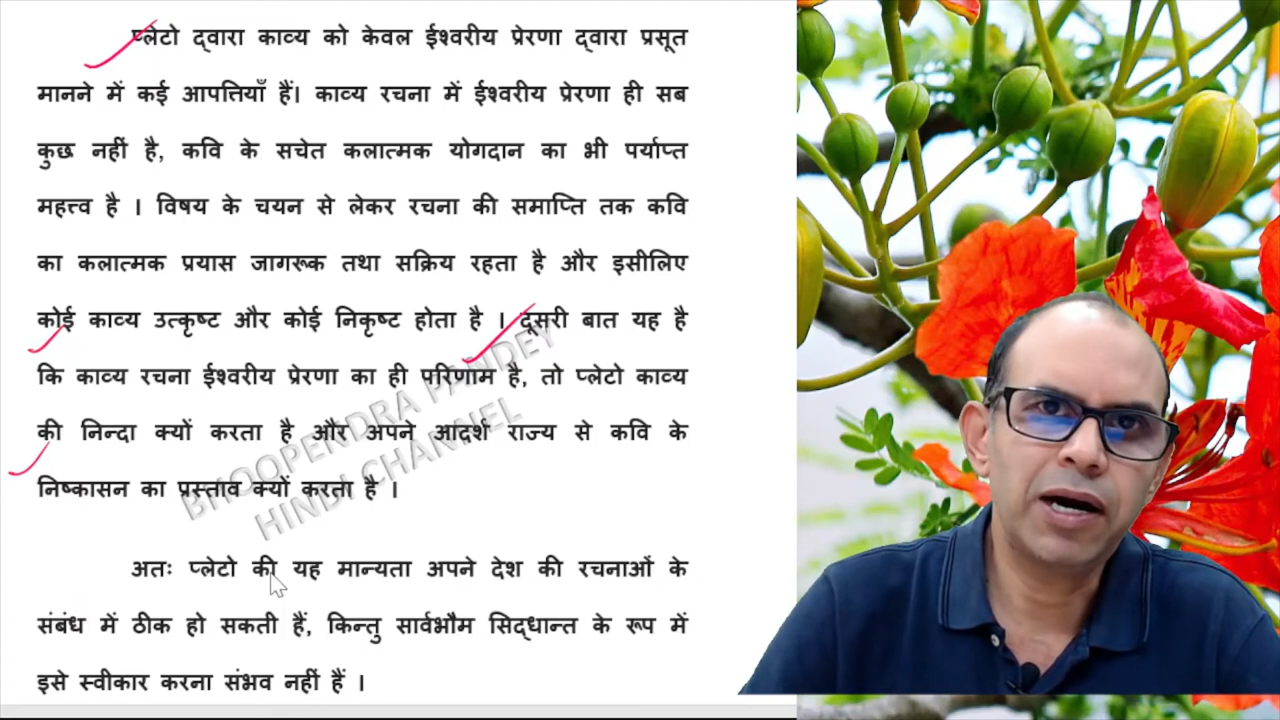 प्लेटो द्वारा काव्य को केवल ईश्वरीय प्रेरणा द्वारा प्रसूत
मानने में कई आपत्तियाँ हैं। काव्य रचना में ईश्वरीय प्रेरणा ही सब
कुछ नहीं है, कवि के सचेत कलात्मक योगदान का भी पर्याप्त
महत्त्व है । विषय के चयन से लेकर रचना की समाप्ति तक कवि
का कलात्मक प्रयास जागरूक तथा सक्रिय रहता है और इसीलिए
कोई काव्य उत्कृष्ट और कोई निकृष्ट होता है । दूसरी बात यह है
कि काव्य रचना ईश्वरीय प्रेरणा का ही परिणाम है, तो प्लेटो काव्य
की निन्दा क्यों करता है और अपने आदर्श राज्य से कवि के
निष्कासन का प्रस्ताव क्यों करता है ।
BHOOPENDRA PANDEY
HINDI CHANNEL
अतः प्लेटो की यह मान्यता अपने देश की रचनाओं के
संबंध में ठीक हो सकती हैं, किन्तु सार्वभौम सिद्धान्त के रूप में
इसे स्वीकार करना संभव नहीं हैं ।